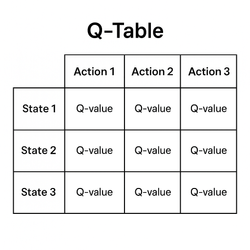 Q-Table
Action 1 Action 2 Action 3
State 1 Q-value Q-value Q-value
State 2 Q-value Q-value Q-value
State 3 Q-value Q-value Q-value